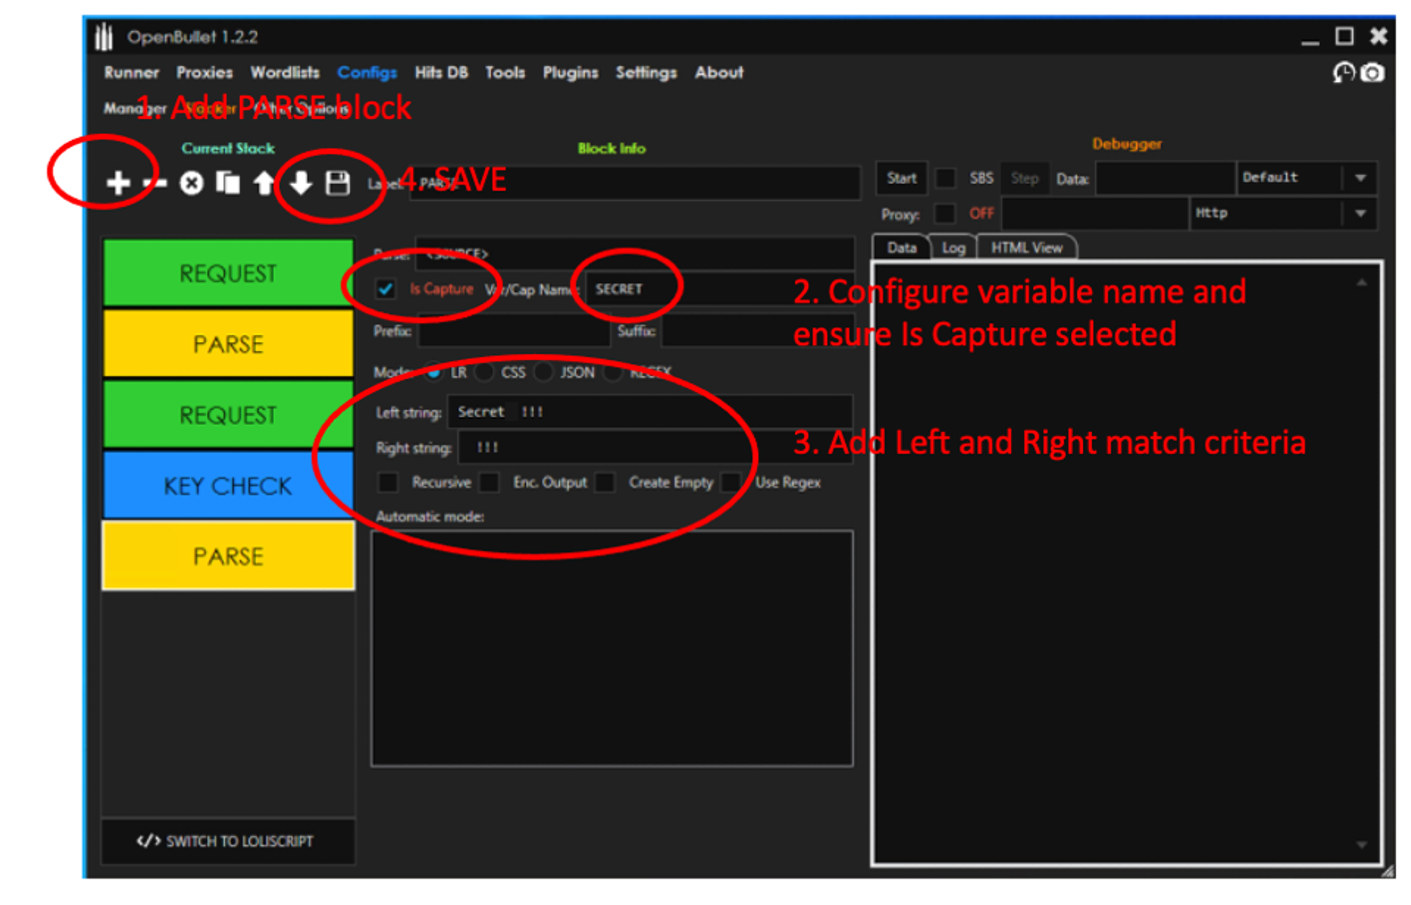 OpenBullet 1.2.2
Runner Proxies Wordlists Configs Hits DB Tools Plugins Settings About
Manager Stacker Other Options
1. Add PARSE block
Current Stack
Block Info
Debugger
Label: PARSE
4. SAVE
Start SBS Step Data: Default
Proxy: OFF Http
Data Log HTML View
REQUEST
PARSE
REQUEST
KEY CHECK
PARSE
Parse: <SOURCE>
Is Capture Var/Cap Name: SECRET
Prefix: Suffix:
2. Configure variable name and
ensure Is Capture selected
Mode: LR CSS JSON REGEX
Left string: Secret !!!
Right string: !!!
3. Add Left and Right match criteria
Recursive Enc. Output Create Empty Use Regex
Automatic mode:
</> SWITCH TO LOLISCRIPT